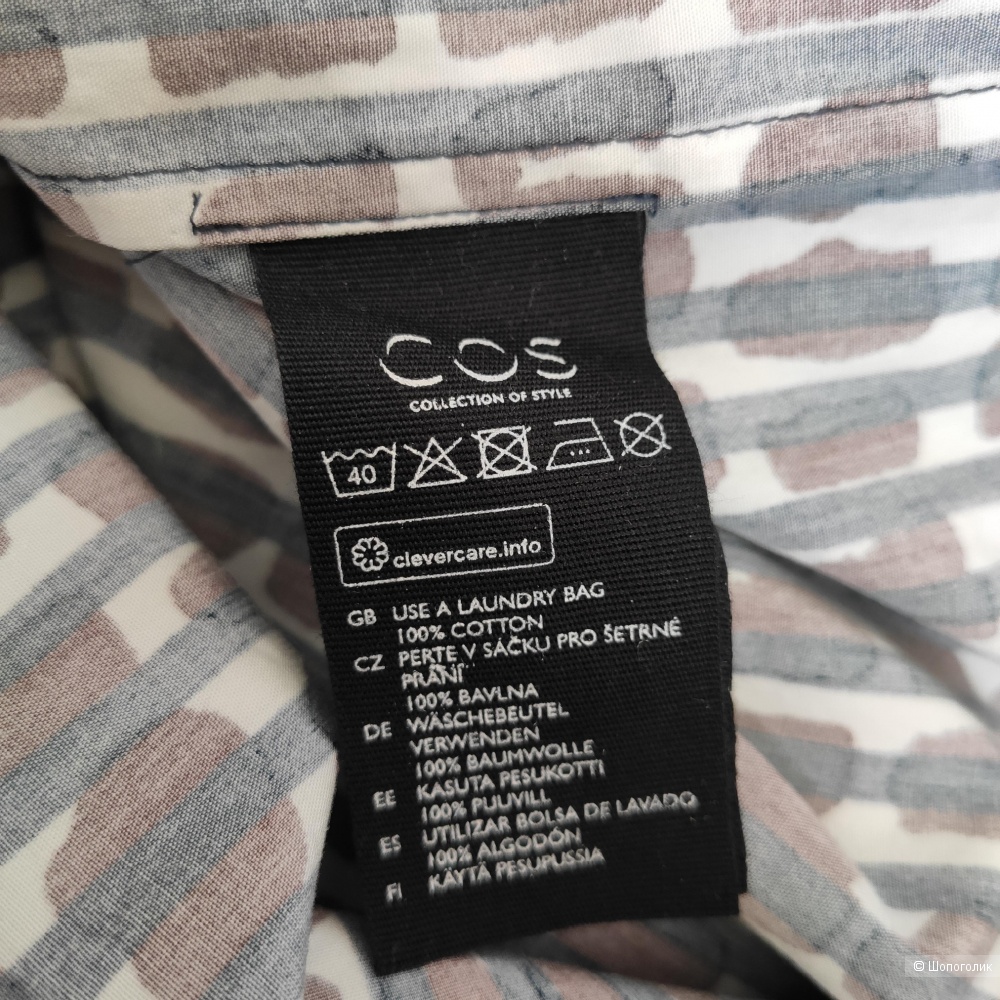 COS
COLLECTION OF STYLE
40
...
clevercare.info
GB USE A LAUNDRY BAG
100% COTTON
CZ PERTE V SÁČKU PRO ŠETRNÉ
PRANÍ
100% BAVLNA
DE WÄSCHEBEUTEL
VERWENDEN
100% BAUMWOLLE
EE KASUTA PESUKOTTI
100% PUUVILL
ES UTILIZAR BOLSA DE LAVADO
100% ALGODÓN
FI KÄYTÄ PESUPUSSIA
© Шопоголик